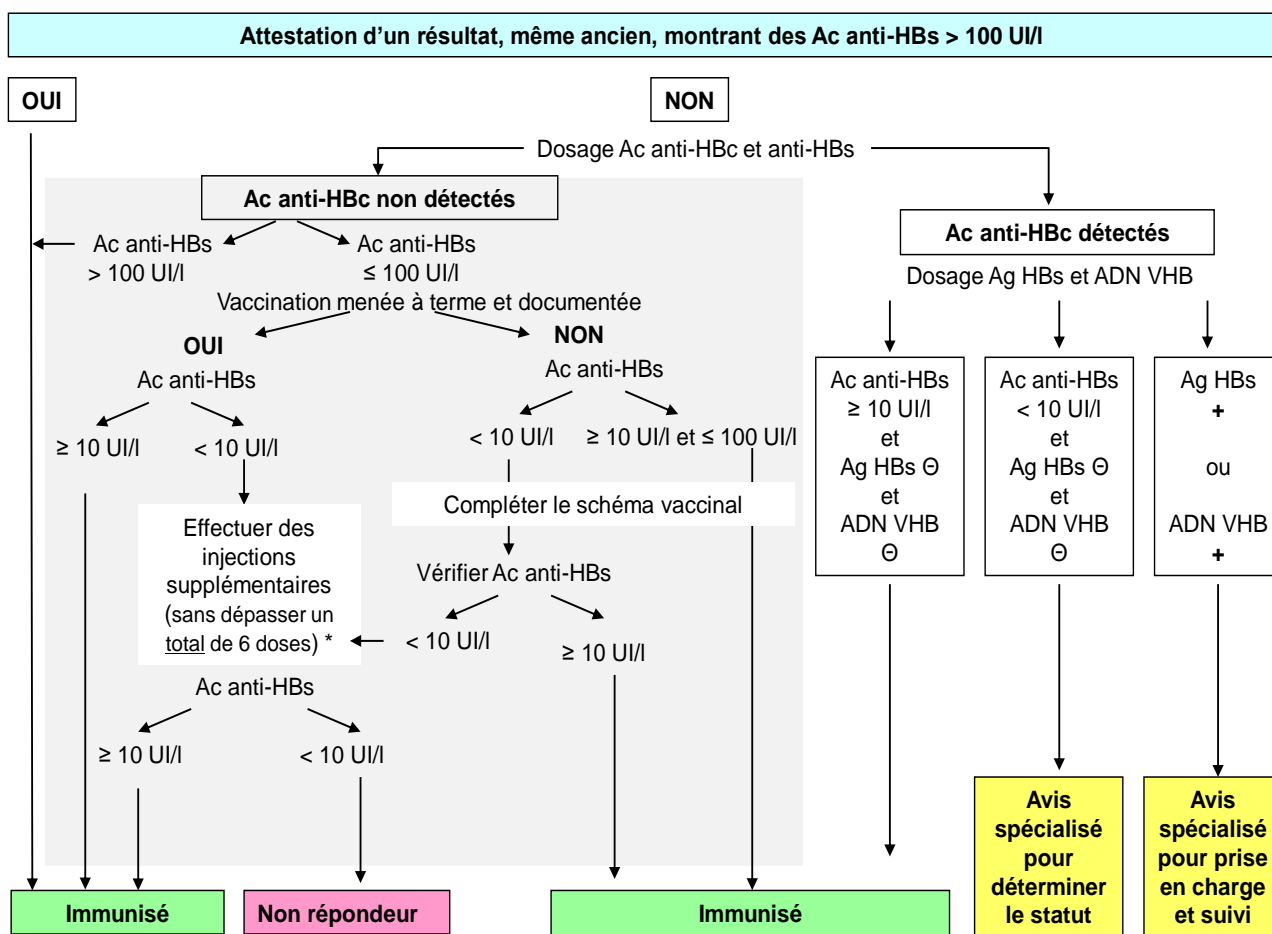 Attestation d’un résultat, même ancien, montrant des Ac anti-HBs > 100 UI/l
OUI
NON
Dosage Ac anti-HBc et anti-HBs
Ac anti-HBc non détectés
Ac anti-HBs
> 100 UI/l
Ac anti-HBs
≤ 100 UI/l
Vaccination menée à terme et documentée
OUI
Ac anti-HBs
≥ 10 UI/l
< 10 UI/l
Effectuer des
injections
supplémentaires
(sans dépasser un
total de 6 doses) *
Ac anti-HBs
≥ 10 UI/l
< 10 UI/l
NON
Ac anti-HBs
< 10 UI/l
≥ 10 UI/l et ≤ 100 UI/l
Compléter le schéma vaccinal
Vérifier Ac anti-HBs
< 10 UI/l
≥ 10 UI/l
Ac anti-HBc détectés
Dosage Ag HBs et ADN VHB
Ac anti-HBs
≥ 10 UI/l
et
Ag HBs Θ
et
ADN VHB
Θ
Ac anti-HBs
< 10 UI/l
et
Ag HBs Θ
et
ADN VHB
Θ
Ag HBs
+
ou
ADN VHB
+
Immunisé
Non répondeur
Immunisé
Avis
spécialisé
pour
déterminer
le statut
Avis
spécialisé
pour prise
en charge
et suivi